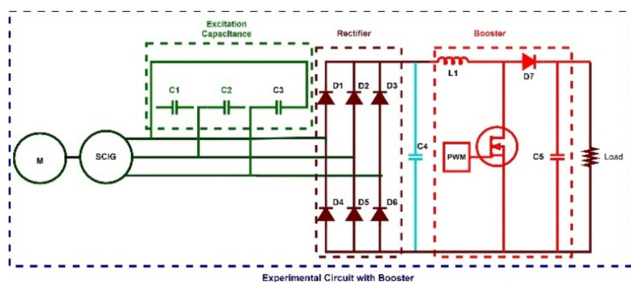 Excitation
Capacitance
Rectifier
Booster
C1
C2
C3
D1
D2
D3
L1
D7
M
SCIG
C4
PWM
C5
Load
D4
D5
D6
Experimental Circuit with Booster